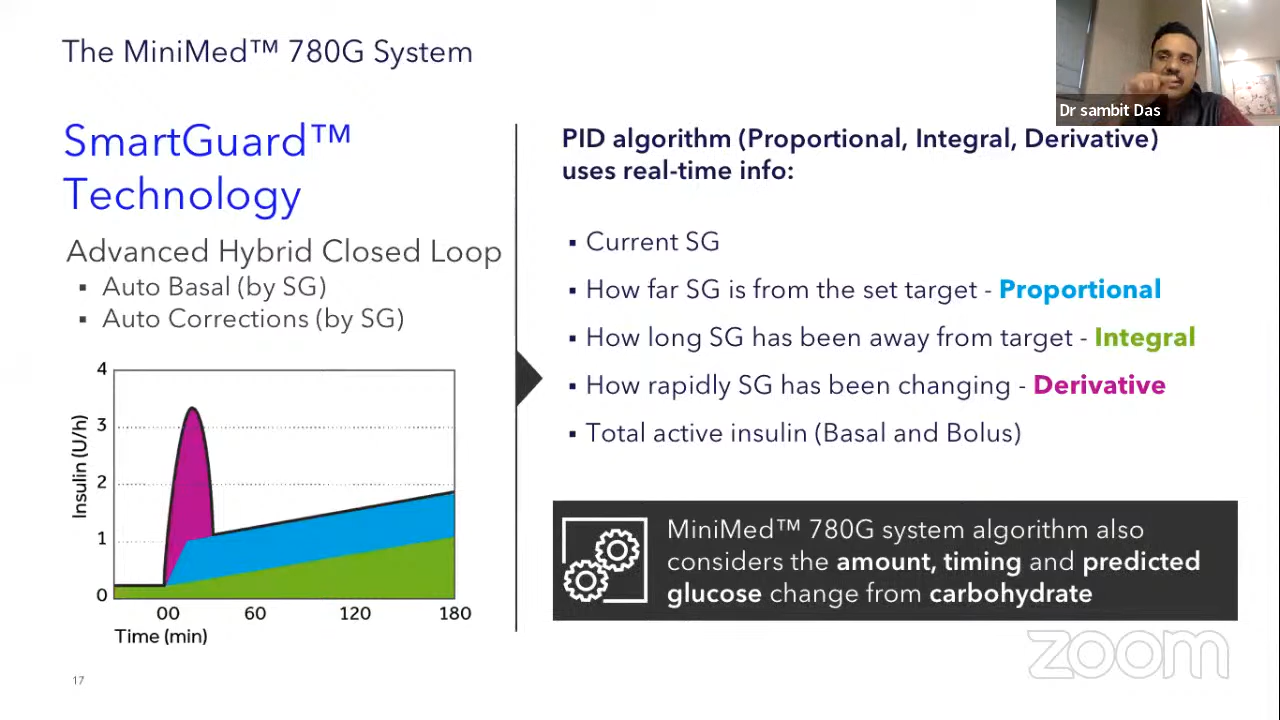 The MiniMed™ 780G System
Dr sambit Das
SmartGuard™
Technology
Advanced Hybrid Closed Loop
▪ Auto Basal (by SG)
▪ Auto Corrections (by SG)
4
3
2
1
0
Insulin (U/h)
00 60 120 180
Time (min)
PID algorithm (Proportional, Integral, Derivative)
uses real-time info:
▪ Current SG
▪ How far SG is from the set target - Proportional
▪ How long SG has been away from target - Integral
▪ How rapidly SG has been changing - Derivative
▪ Total active insulin (Basal and Bolus)
MiniMed™ 780G system algorithm also
considers the amount, timing and predicted
glucose change from carbohydrate
zoom
17